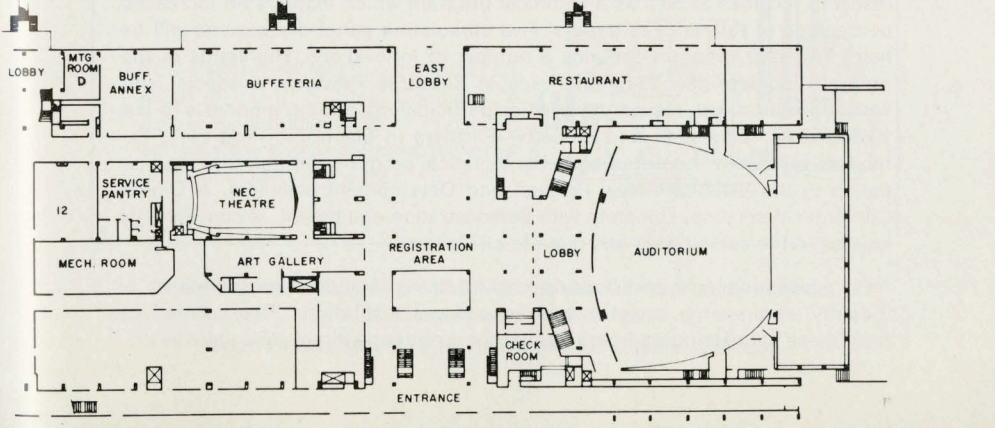 LOBBY
MTG
ROOM
D
BUFF.
ANNEX
BUFFETERIA
EAST
LOBBY
RESTAURANT
SERVICE
PANTRY
12
NEC
THEATRE
MECH. ROOM
ART GALLERY
REGISTRATION
AREA
LOBBY
AUDITORIUM
CHECK
ROOM
ENTRANCE